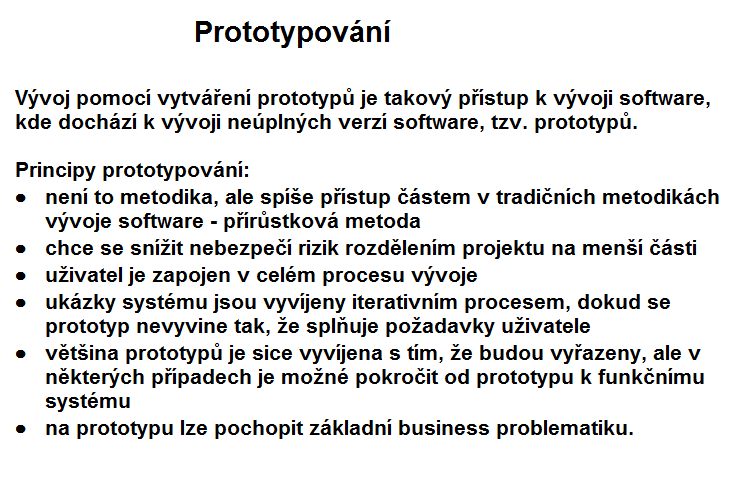 Prototypování
Vývoj pomocí vytváření prototypů je takový přístup k vývoji software,
kde dochází k vývoji neúplných verzí software, tzv. prototypů.
Principy prototypování:
● není to metodika, ale spíše přístup částem v tradičních metodikách
vývoje software - přírůstková metoda
● chce se snížit nebezpečí rizik rozdělením projektu na menší části
● uživatel je zapojen v celém procesu vývoje
● ukázky systému jsou vyvíjeny iterativním procesem, dokud se
prototyp nevyvine tak, že splňuje požadavky uživatele
● většina prototypů je sice vyvíjena s tím, že budou vyřazeny, ale v
některých případech je možné pokročit od prototypu k funkčnímu
systému
● na prototypu lze pochopit základní business problematiku.